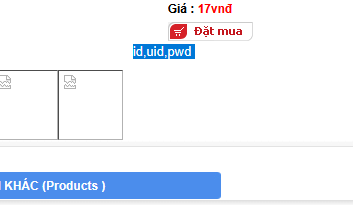 Giá : 17vnđ
Đặt mua
id,uid,pwd
KHÁC (Products )